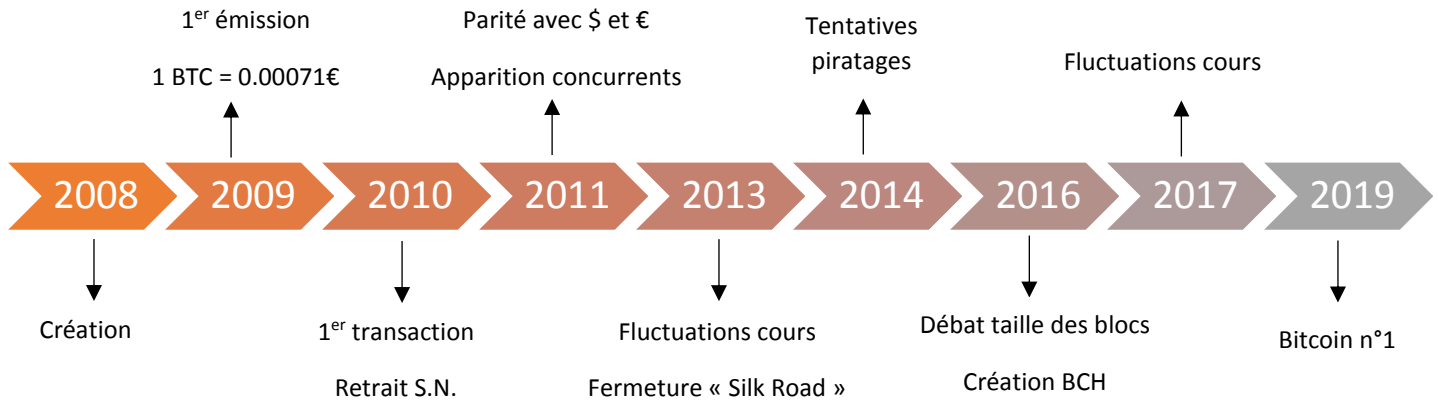 1er émission
1 BTC = 0.00071€
Parité avec $ et €
Apparition concurrents
Tentatives
piratages
Fluctuations cours
2008
2009
2010
2011
2013
2014
2016
2017
2019
Création
1er transaction
Retrait S.N.
Fluctuations cours
Fermeture « Silk Road »
Débat taille des blocs
Création BCH
Bitcoin n°1